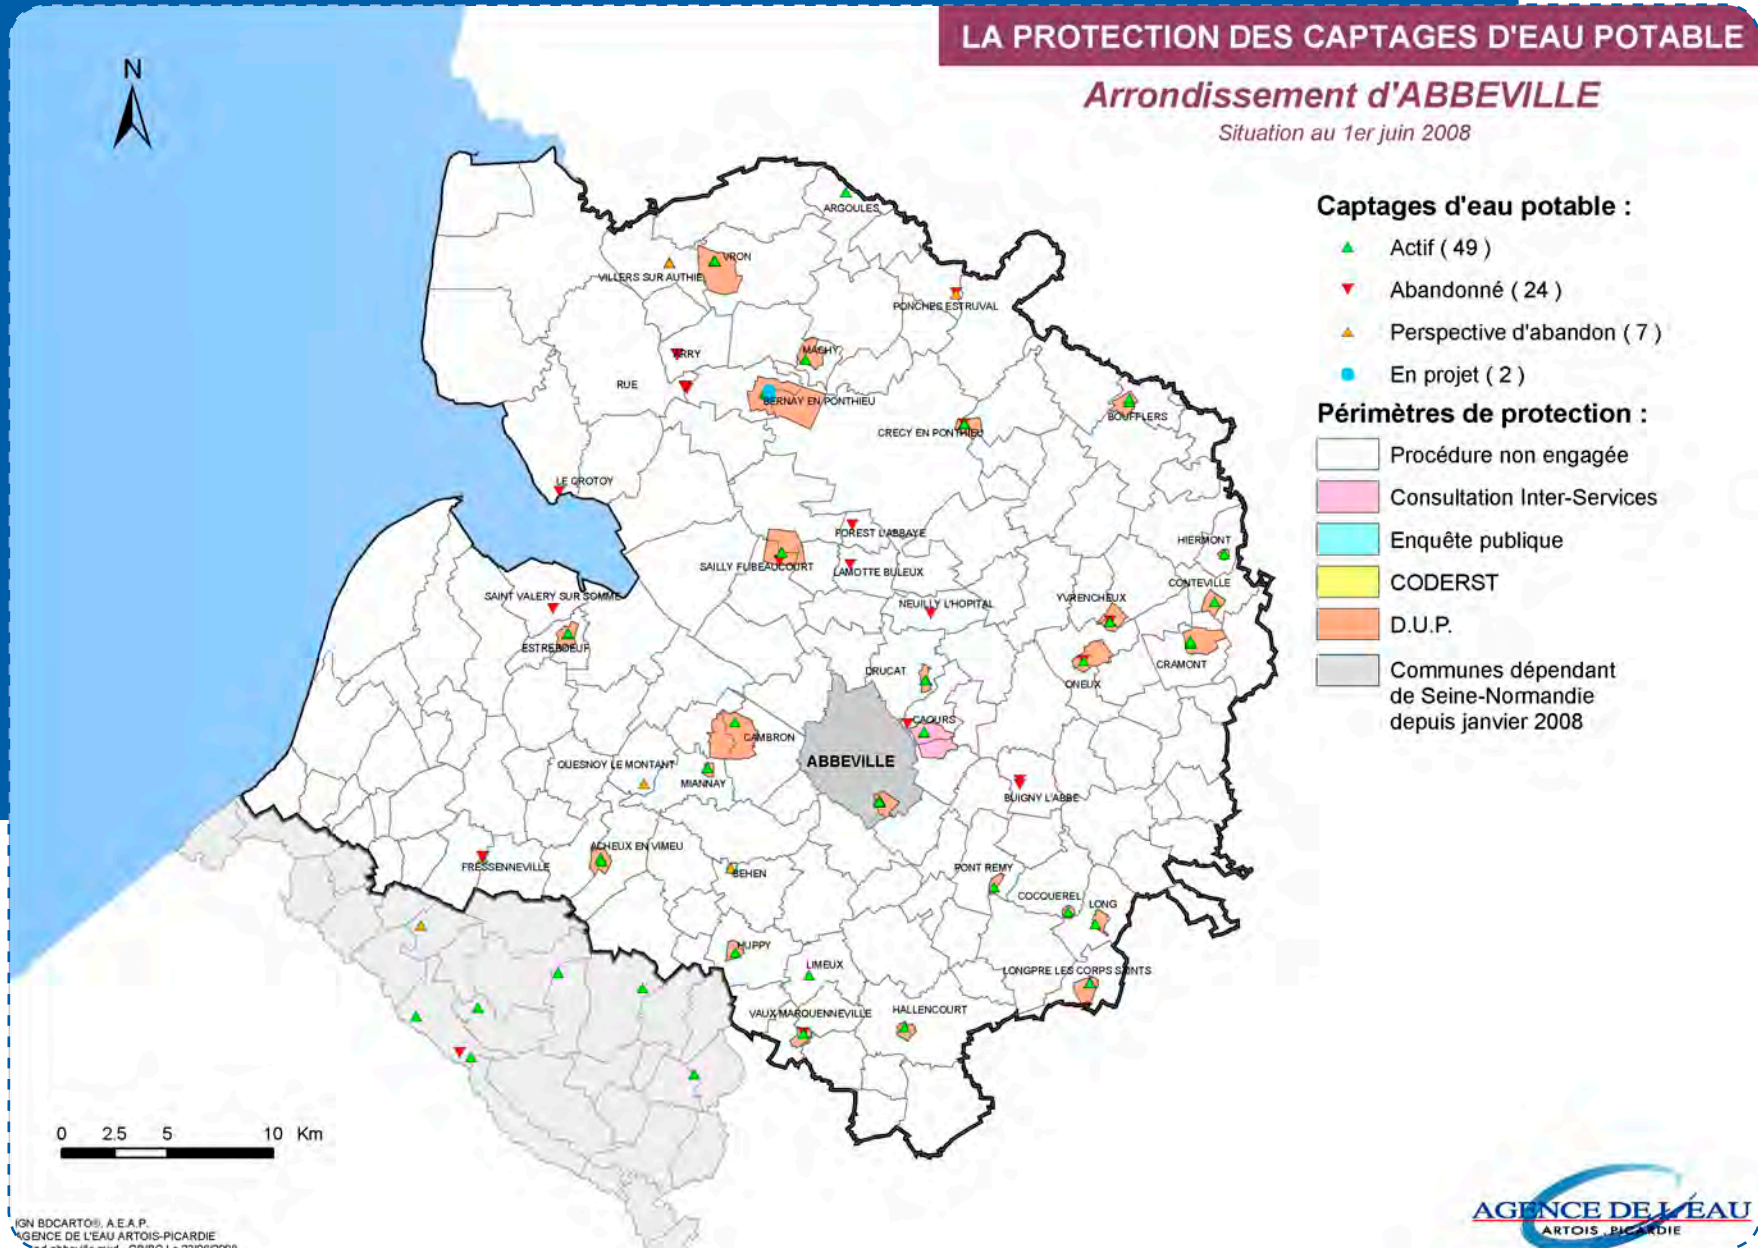 LA PROTECTION DES CAPTAGES D'EAU POTABLE
Arrondissement d'ABBEVILLE
Situation au 1er juin 2008
N
Captages d'eau potable :
Actif ( 49 )
Abandonné ( 24 )
Perspective d'abandon ( 7 )
En projet ( 2 )
Périmètres de protection :
Procédure non engagée
Consultation Inter-Services
Enquête publique
CODERST
D.U.P.
Communes dépendant
de Seine-Normandie
depuis janvier 2008
ARGOULES
VRON
VILLERS SUR AUTHIE
PONCHES ESTRUVAL
ARRY
MACHY
RUE
BERNAY EN PONTHIEU
BOUFFLERS
CRECY EN PONTHIEU
LE CROTOY
FOREST L'ABBAYE
HIERMONT
SAILLY FLIBEAUCOURT
LAMOTTE BULEUX
CONTEVILLE
SAINT VALERY SUR SOMME
NEUILLY L'HOPITAL
YVRENCHEUX
ESTREBOEUF
CRAMONT
DRUCAT
ONEUX
CAOURS
CAMBRON
ABBEVILLE
QUESNOY LE MONTANT
MIANNAY
BUIGNY L'ABBE
ACHEUX EN VIMEU
FRESSENNEVILLE
BEHEN
PONT REMY
COCQUEREL
LONG
HUPPY
LIMEUX
LONGPRE LES CORPS SAINTS
VAUX MARQUENNEVILLE
HALLENCOURT
0 2.5 5 10 Km
IGN BDCARTO®, A.E.A.P.
AGENCE DE L'EAU ARTOIS-PICARDIE
AGENCE DE L'EAU
ARTOIS . PICARDIE